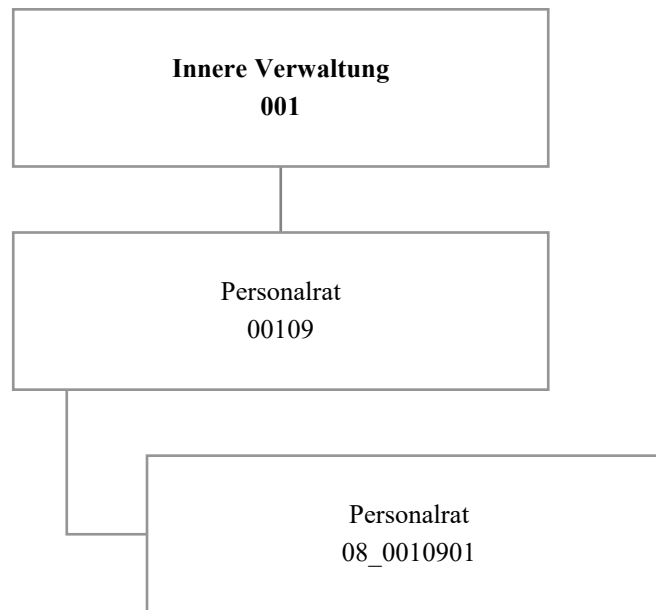 Innere Verwaltung
001
Personalrat
00109
Personalrat
08_0010901